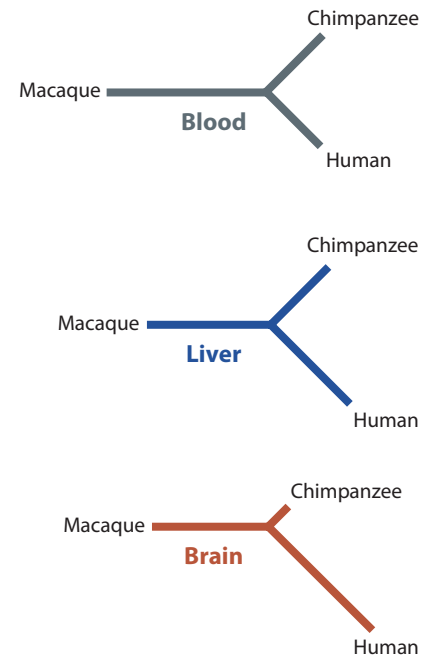 Chimpanzee
Macaque
Blood
Human
Chimpanzee
Macaque
Liver
Human
Chimpanzee
Macaque
Brain
Human